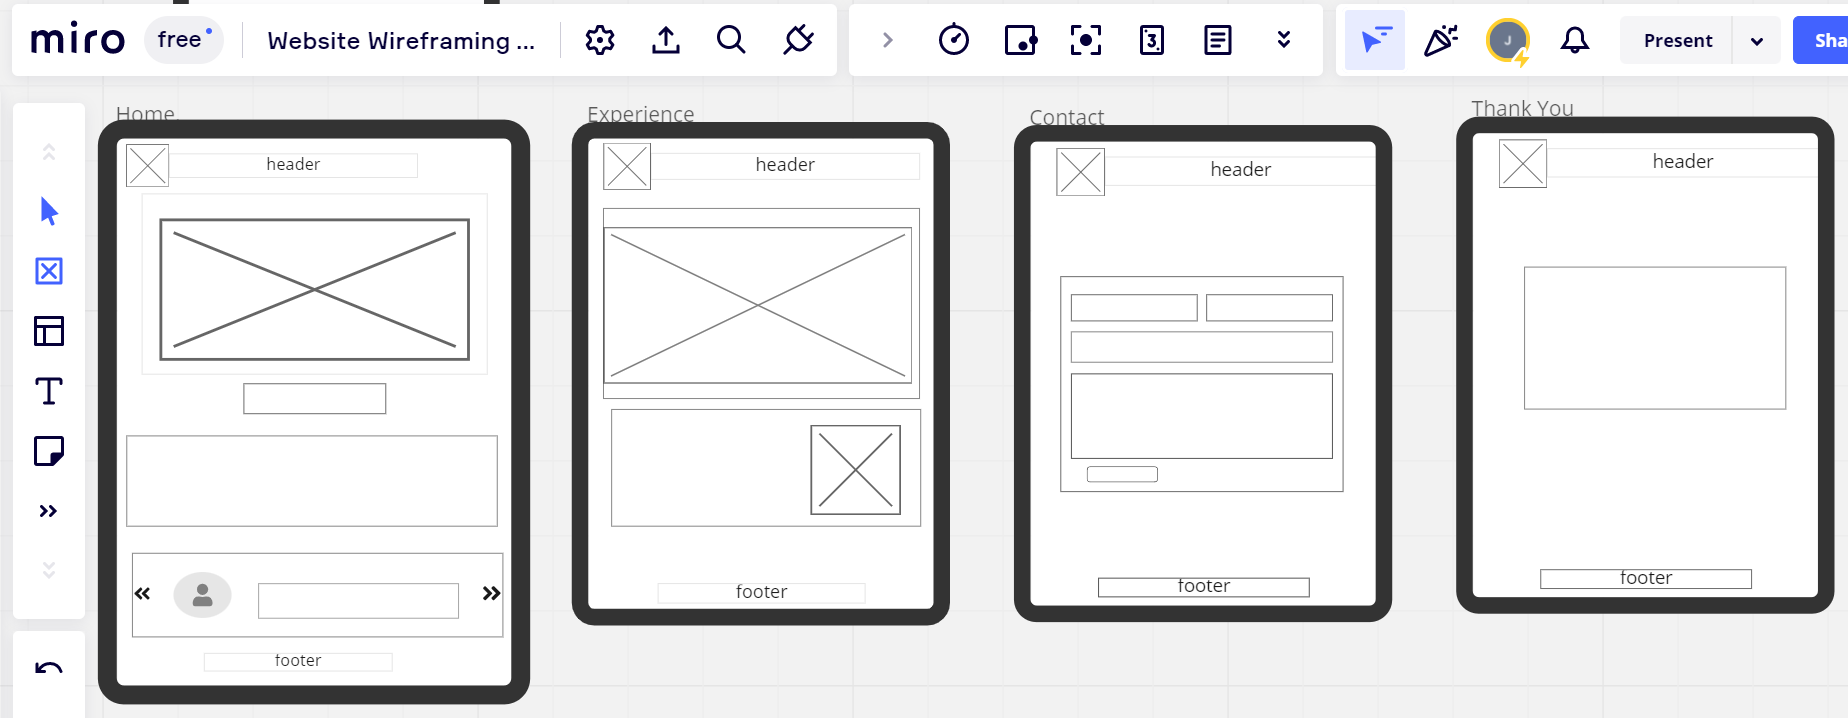 miro
free
Website Wireframing ...
3
J
Present
Sha
Home
Experience
Contact
Thank You
header
header
header
header
footer
footer
footer
footer